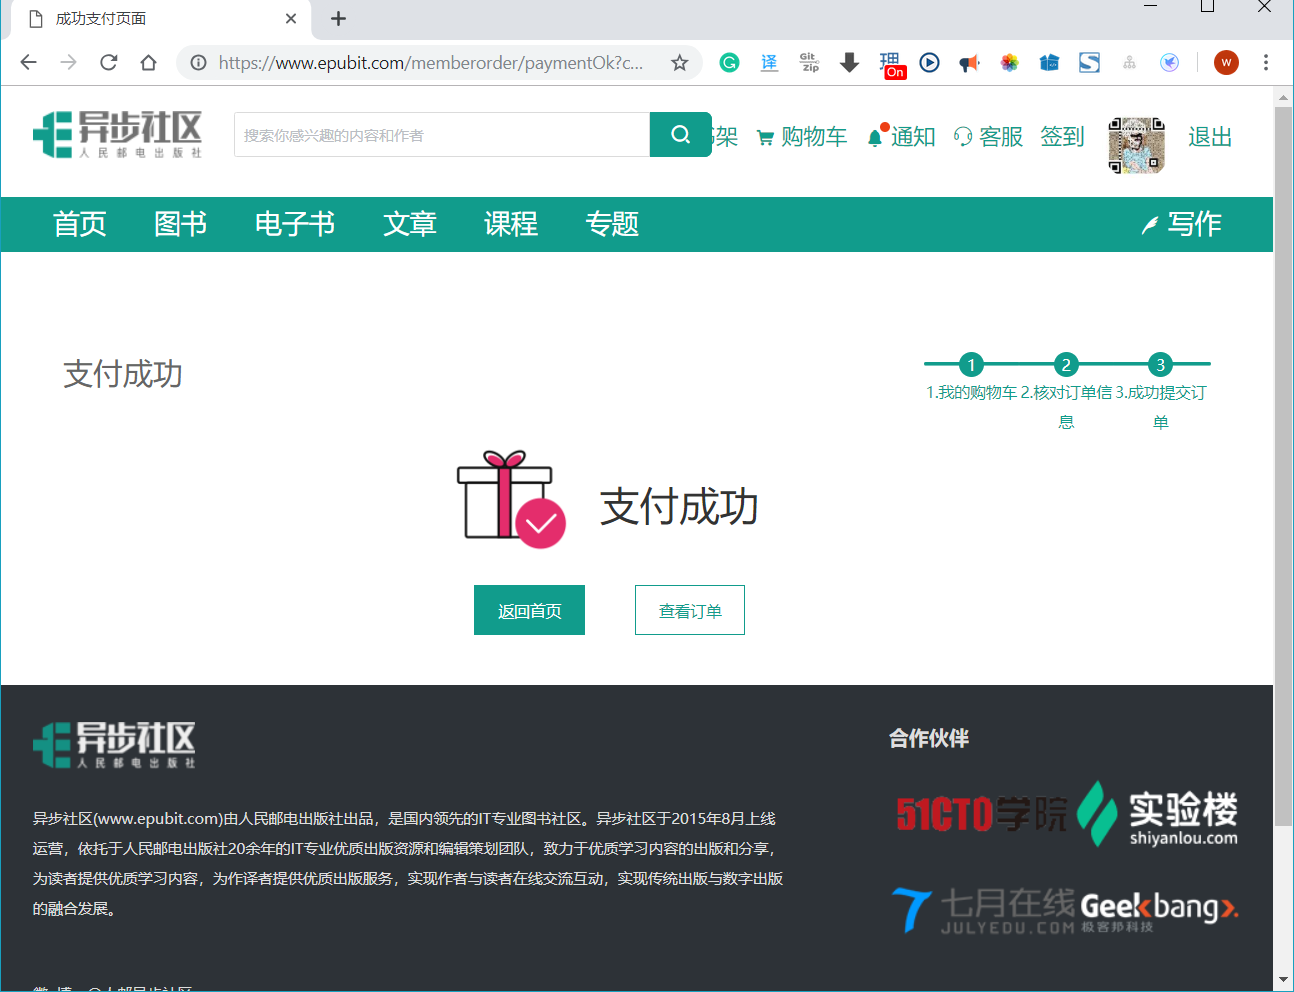 成功支付页面
https://www.epubit.com/memberorder/paymentOk?c...
Git
zip
译
理
On
W
异步社区
人民邮电出版社
搜索你感兴趣的内容和作者
架 购物车 通知 客服 签到 退出
首页 图书 电子书 文章 课程 专题 写作
支付成功
1 2 3
1.我的购物车 2.核对订单信息 3.成功提交订单
支付成功
返回首页 查看订单
异步社区
人民邮电出版社
合作伙伴
51CTO学院
实验楼
shiyanlou.com
异步社区(www.epubit.com)由人民邮电出版社出品，是国内领先的IT专业图书社区。异步社区于2015年8月上线
运营，依托于人民邮电出版社20余年的IT专业优质出版资源和编辑策划团队，致力于优质学习内容的出版和分享，
为读者提供优质学习内容，为作译者提供优质出版服务，实现作者与读者在线交流互动，实现传统出版与数字出版
的融合发展。
七月在线
JULYEDU.COM
Geekbang
极客邦科技